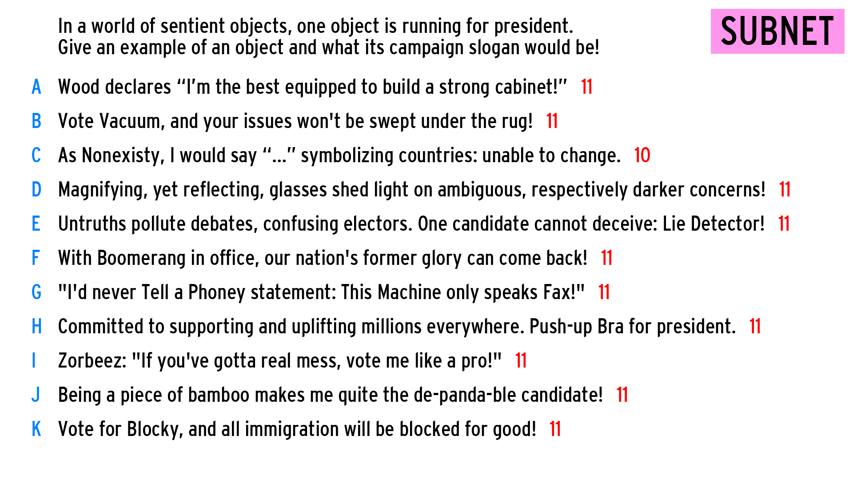 In a world of sentient objects, one object is running for president.
Give an example of an object and what its campaign slogan would be!
SUBNET
A Wood declares “I’m the best equipped to build a strong cabinet!” 11
B Vote Vacuum, and your issues won't be swept under the rug! 11
C As Nonexisty, I would say “...” symbolizing countries: unable to change. 10
D Magnifying, yet reflecting, glasses shed light on ambiguous, respectively darker concerns! 11
E Untruths pollute debates, confusing electors. One candidate cannot deceive: Lie Detector! 11
F With Boomerang in office, our nation's former glory can come back! 11
G "I'd never Tell a Phoney statement: This Machine only speaks Fax!" 11
H Committed to supporting and uplifting millions everywhere. Push-up Bra for president. 11
I Zorbeez: "If you've gotta real mess, vote me like a pro!" 11
J Being a piece of bamboo makes me quite the de-panda-ble candidate! 11
K Vote for Blocky, and all immigration will be blocked for good! 11